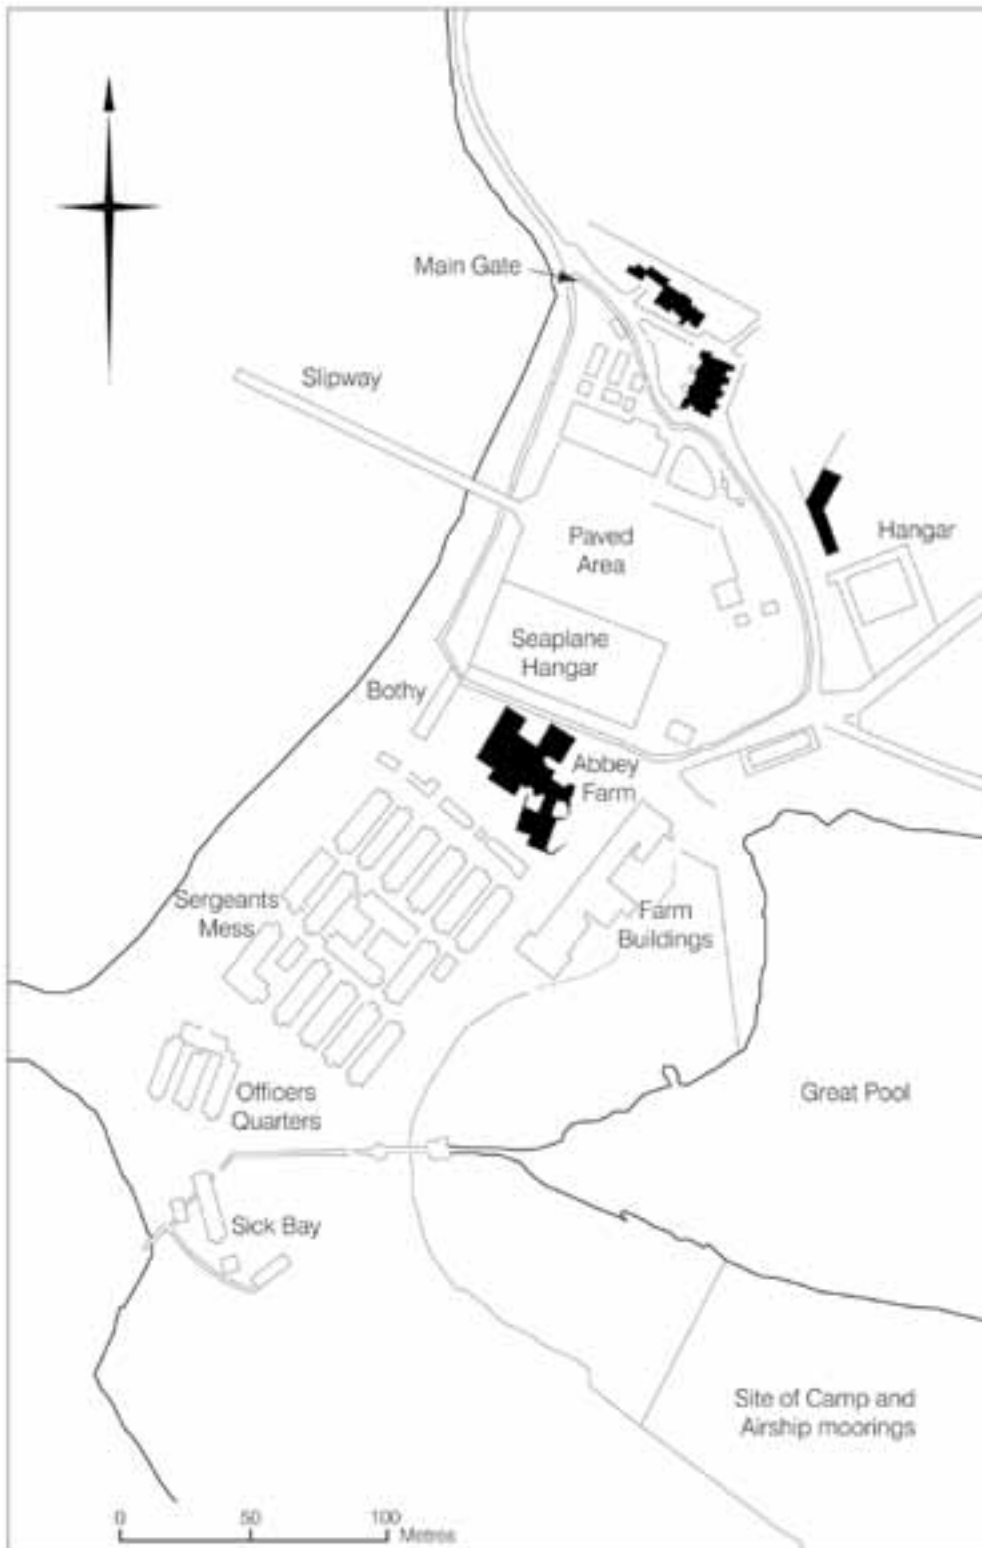 Main Gate
Slipway
Hangar
Paved
Area
Seaplane
Hangar
Bothy
Abbey
Farm
Sergeants
Mess
Farm
Buildings
Great Pool
Officers
Quarters
Sick Bay
Site of Camp and
Airship moorings
0 50 100
Metres